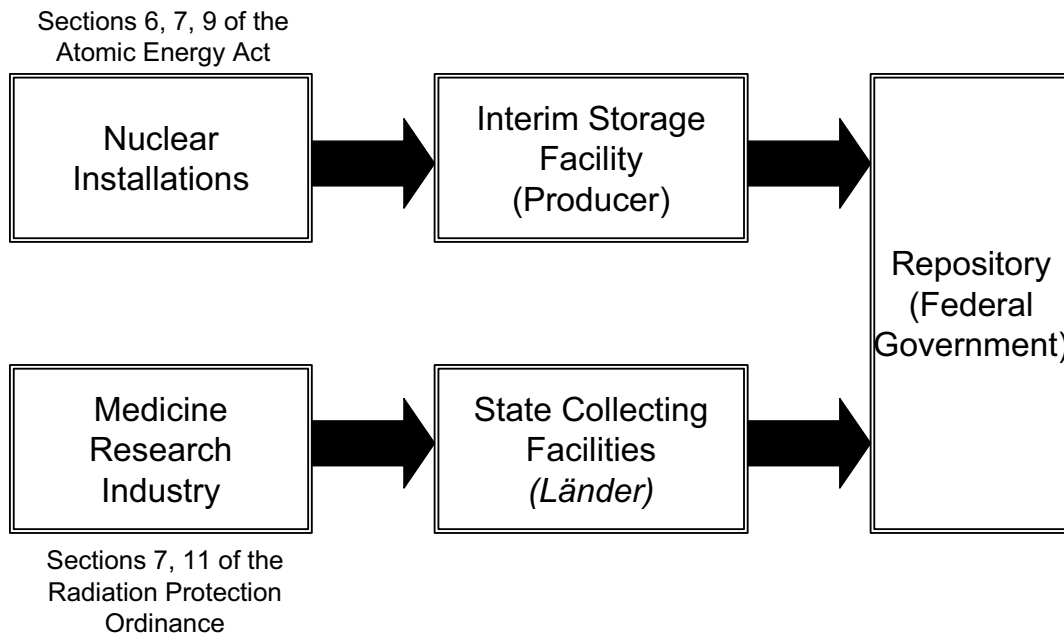 Sections 6, 7, 9 of the
Atomic Energy Act
Nuclear
Installations
Interim Storage
Facility
(Producer)
Repository
(Federal
Government)
Medicine
Research
Industry
State Collecting
Facilities
(Länder)
Sections 7, 11 of the
Radiation Protection
Ordinance